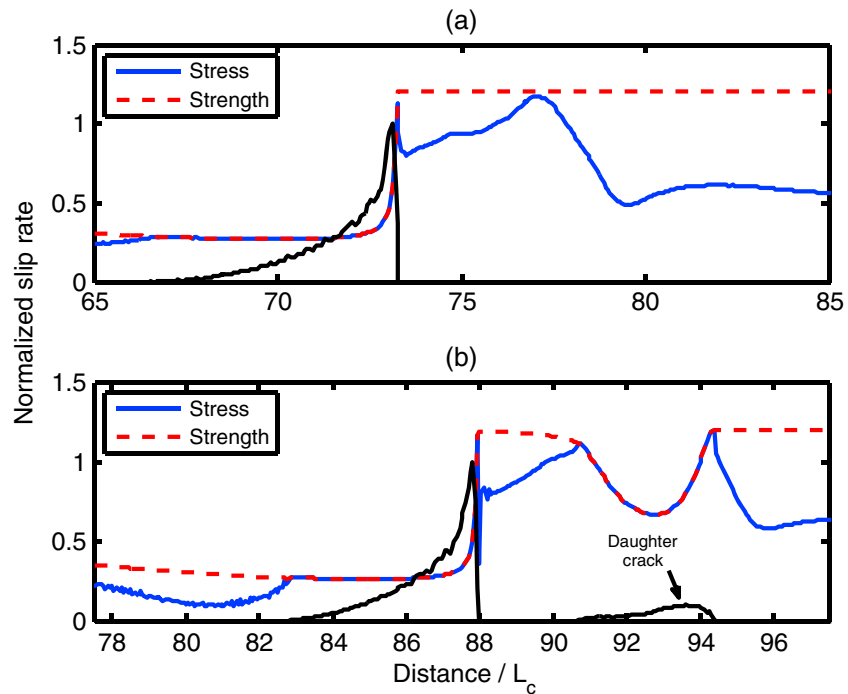 (a)
1.5
1
0.5
0
Stress
Strength
65
70
75
80
85
Normalized slip rate
(b)
1.5
1
0.5
0
Stress
Strength
Daughter
crack
78
80
82
84
86
88
90
92
94
96
Distance / L_c